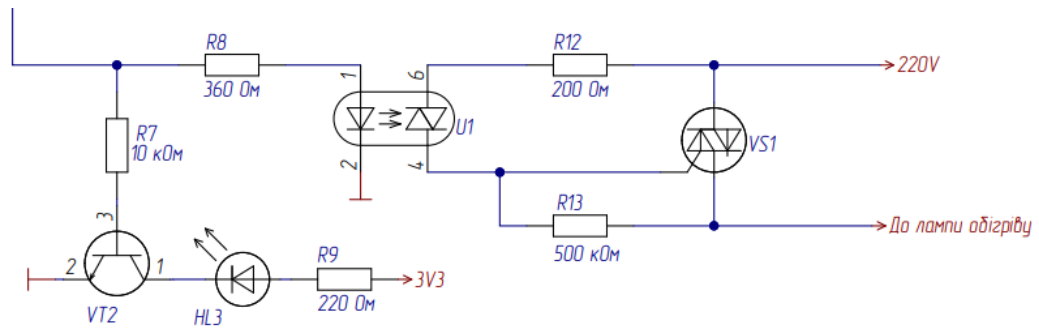 R8
360 Ом
1
6
R12
200 Ом
220V
R7
10 кОм
U1
VS1
2
4
R13
500 кОм
До лампи обігріву
3
2
1
R9
220 Ом
3V3
VT2
HL3